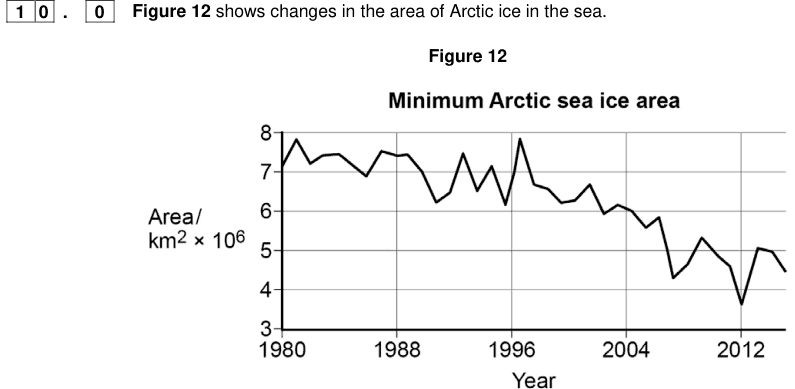 1 0 . 0 Figure 12 shows changes in the area of Arctic ice in the sea.
Figure 12
Minimum Arctic sea ice area
8
7
6
Area/
km² × 10⁶
5
4
3
1980 1988 1996 2004 2012
Year